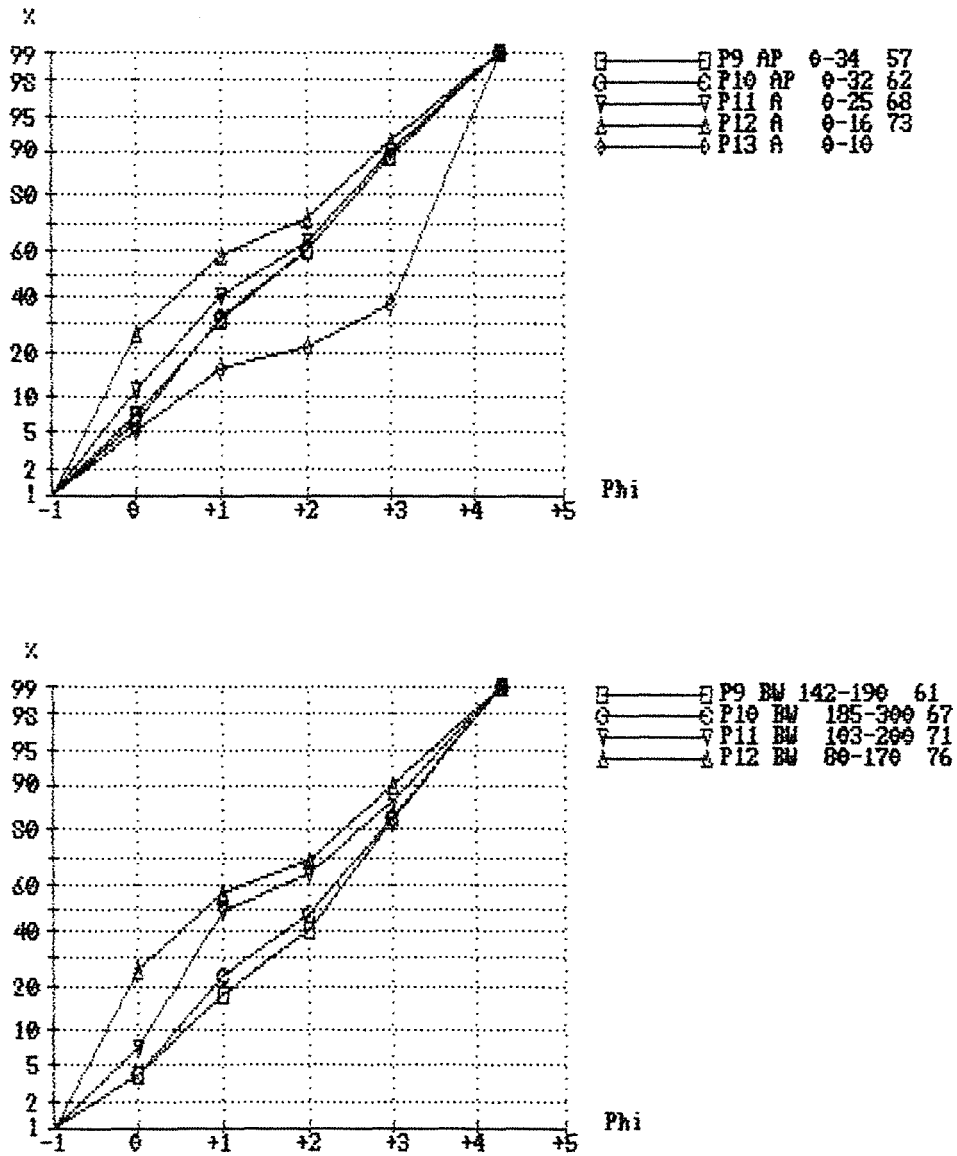 %
99
98
95
90
80
60
40
20
10
5
2
1
-1 0 +1 +2 +3 +4 +5
Phi
P9 AP 0-34 57
P10 AP 0-32 62
P11 A 0-25 68
P12 A 0-16 73
P13 A 0-10
%
99
98
95
90
80
60
40
20
10
5
2
1
-1 0 +1 +2 +3 +4 +5
Phi
P9 BW 142-190 61
P10 BW 185-300 67
P11 BW 103-200 71
P12 BW 80-170 76